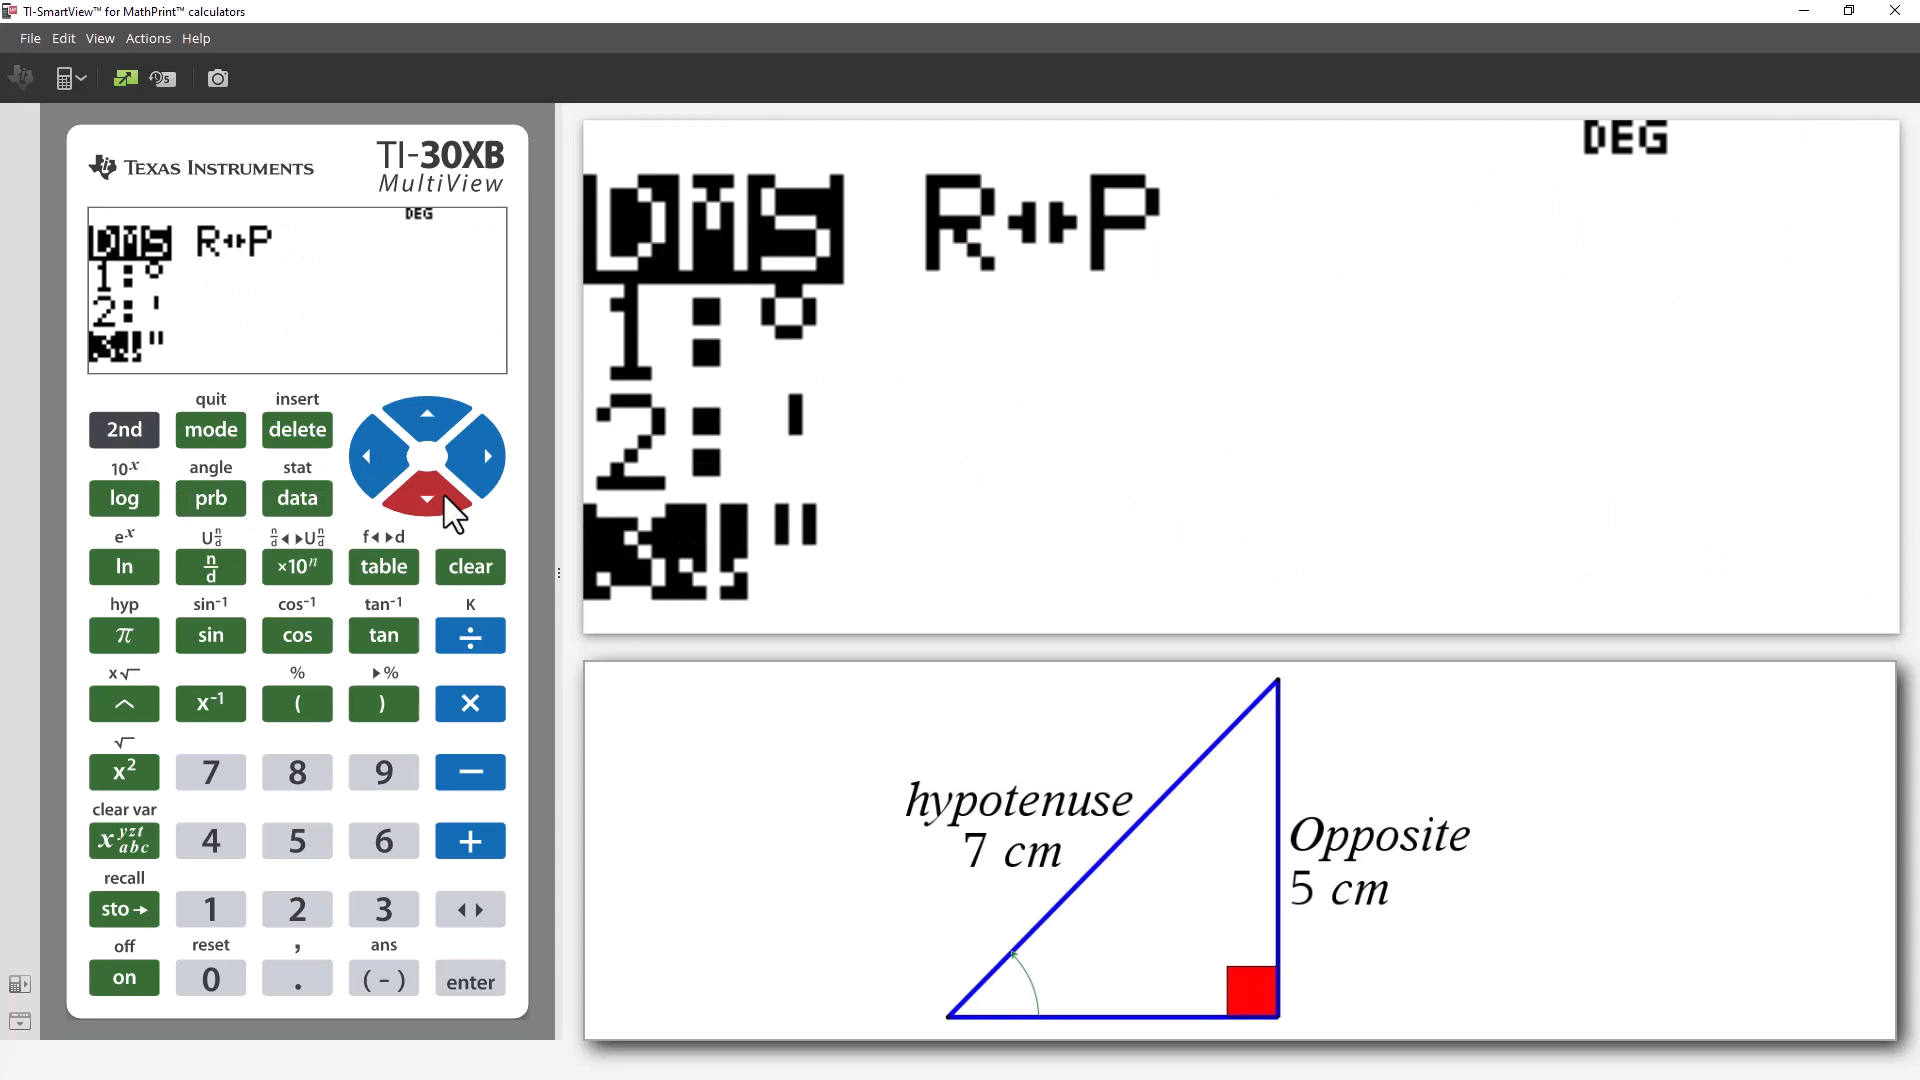 TI-SmartView™ for MathPrint™ calculators
File Edit View Actions Help
TEXAS INSTRUMENTS
TI-30XB
MultiView
DEG
DMS R◂▸P
1:°
2: '
3↓"
quit insert
2nd mode delete
10ˣ angle stat
log prb data
eˣ U n/d n/d◂ ▸U n/d f◂ ▸d
ln n/d ×10ⁿ table clear
hyp sin⁻¹ cos⁻¹ tan⁻¹ K
π sin cos tan ÷
x√ % ▸%
^ x⁻¹ ( ) ×
√
x² 7 8 9 −
clear var
x yzt abc 4 5 6 +
recall
sto→ 1 2 3 ◂ ▸
off reset , ans
on 0 . (-) enter
DEG
DMS R◂▸P
1:°
2: '
3↓"
hypotenuse
7 cm
Opposite
5 cm